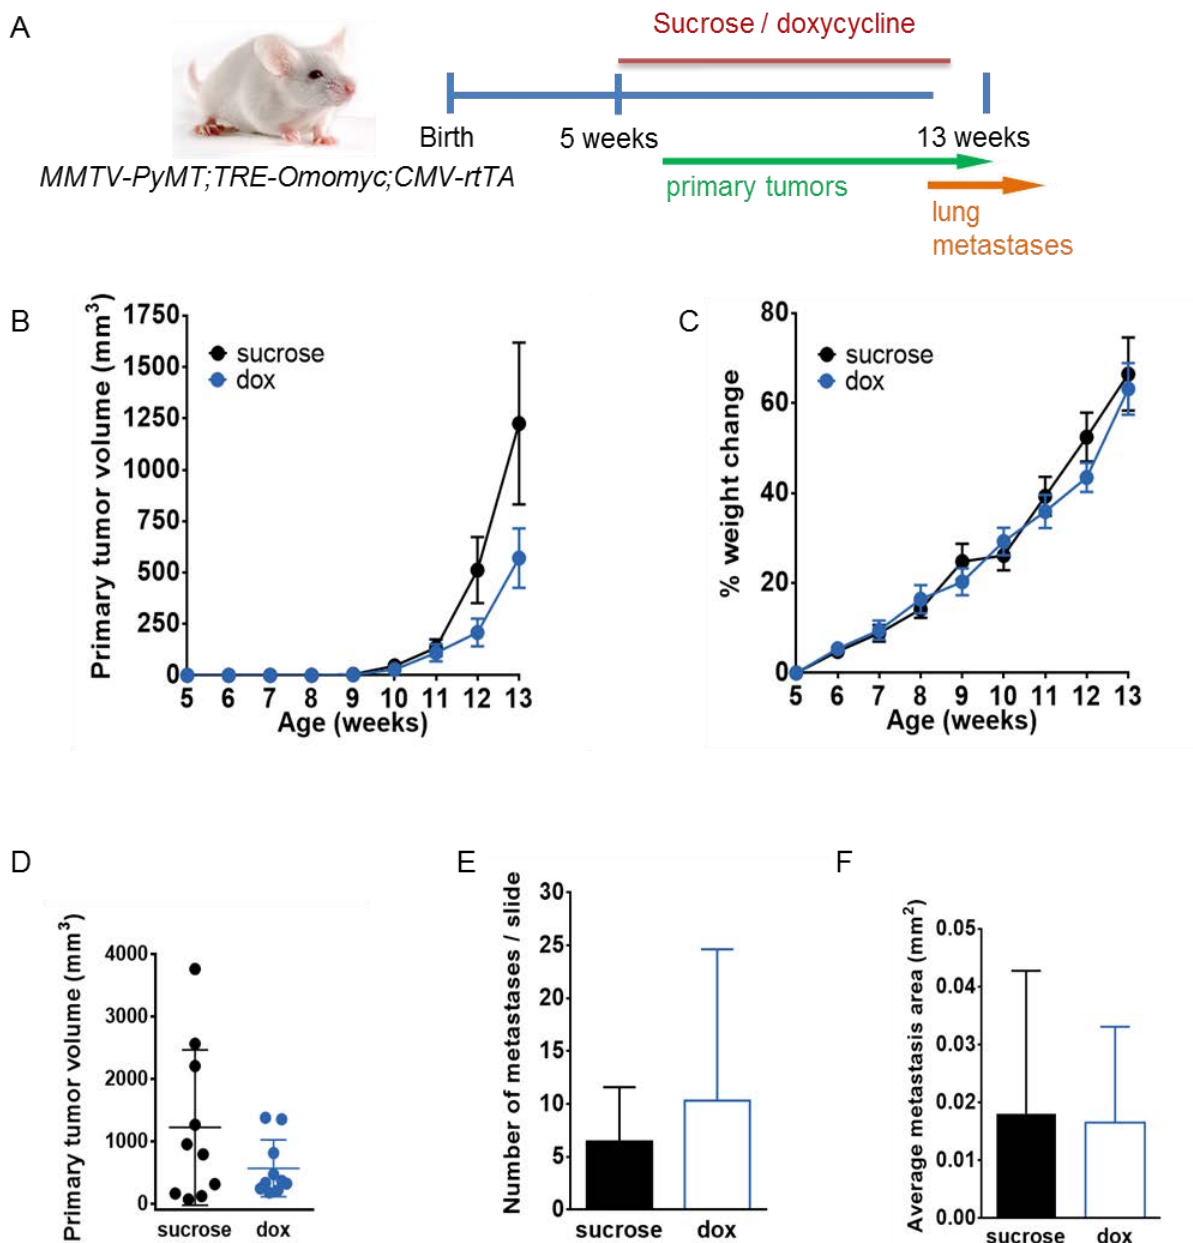 A
Sucrose / doxycycline
Birth
5 weeks
13 weeks
MMTV-PyMT;TRE-Omomyc;CMV-rtTA
primary tumors
lung
metastases
B
Primary tumor volume (mm³)
1750
1500
1250
1000
750
500
250
0
sucrose
dox
5 6 7 8 9 10 11 12 13
Age (weeks)
C
% weight change
80
60
40
20
0
sucrose
dox
5 6 7 8 9 10 11 12 13
Age (weeks)
D
Primary tumor volume (mm³)
4000
3000
2000
1000
0
sucrose dox
E
Number of metastases / slide
30
25
20
15
10
5
0
sucrose dox
F
Average metastasis area (mm²)
0.05
0.04
0.03
0.02
0.01
0.00
sucrose dox